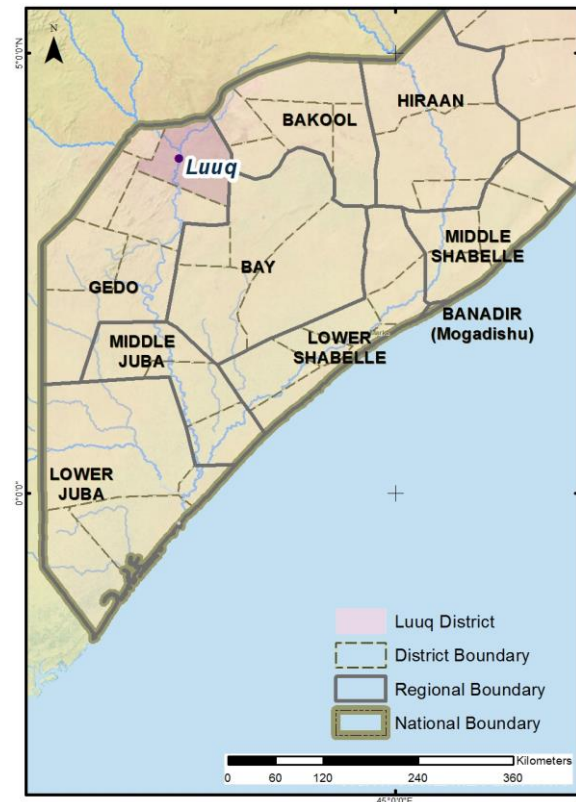 N
5°0'0"N
HIRAAN
BAKOOL
Luuq
MIDDLE
SHABELLE
BAY
GEDO
BANADIR
(Mogadishu)
MIDDLE
JUBA
LOWER
SHABELLE
LOWER
JUBA
0°0'0"
Luuq District
District Boundary
Regional Boundary
National Boundary
Kilometers
0 60 120 240 360
45°0'0"E